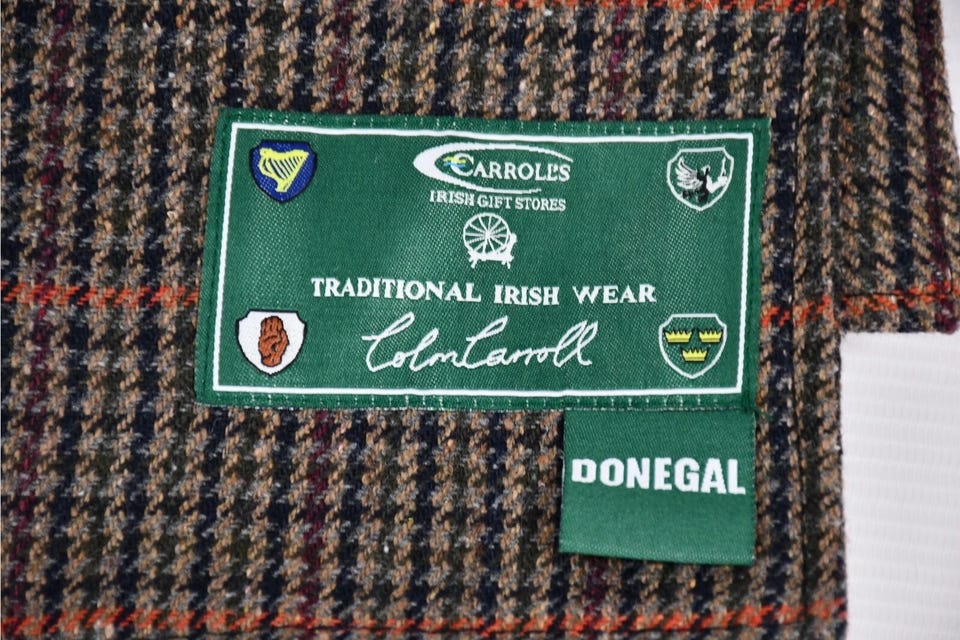 CARROLL'S
IRISH GIFT STORES
TRADITIONAL IRISH WEAR
Colm Carroll
DONEGAL